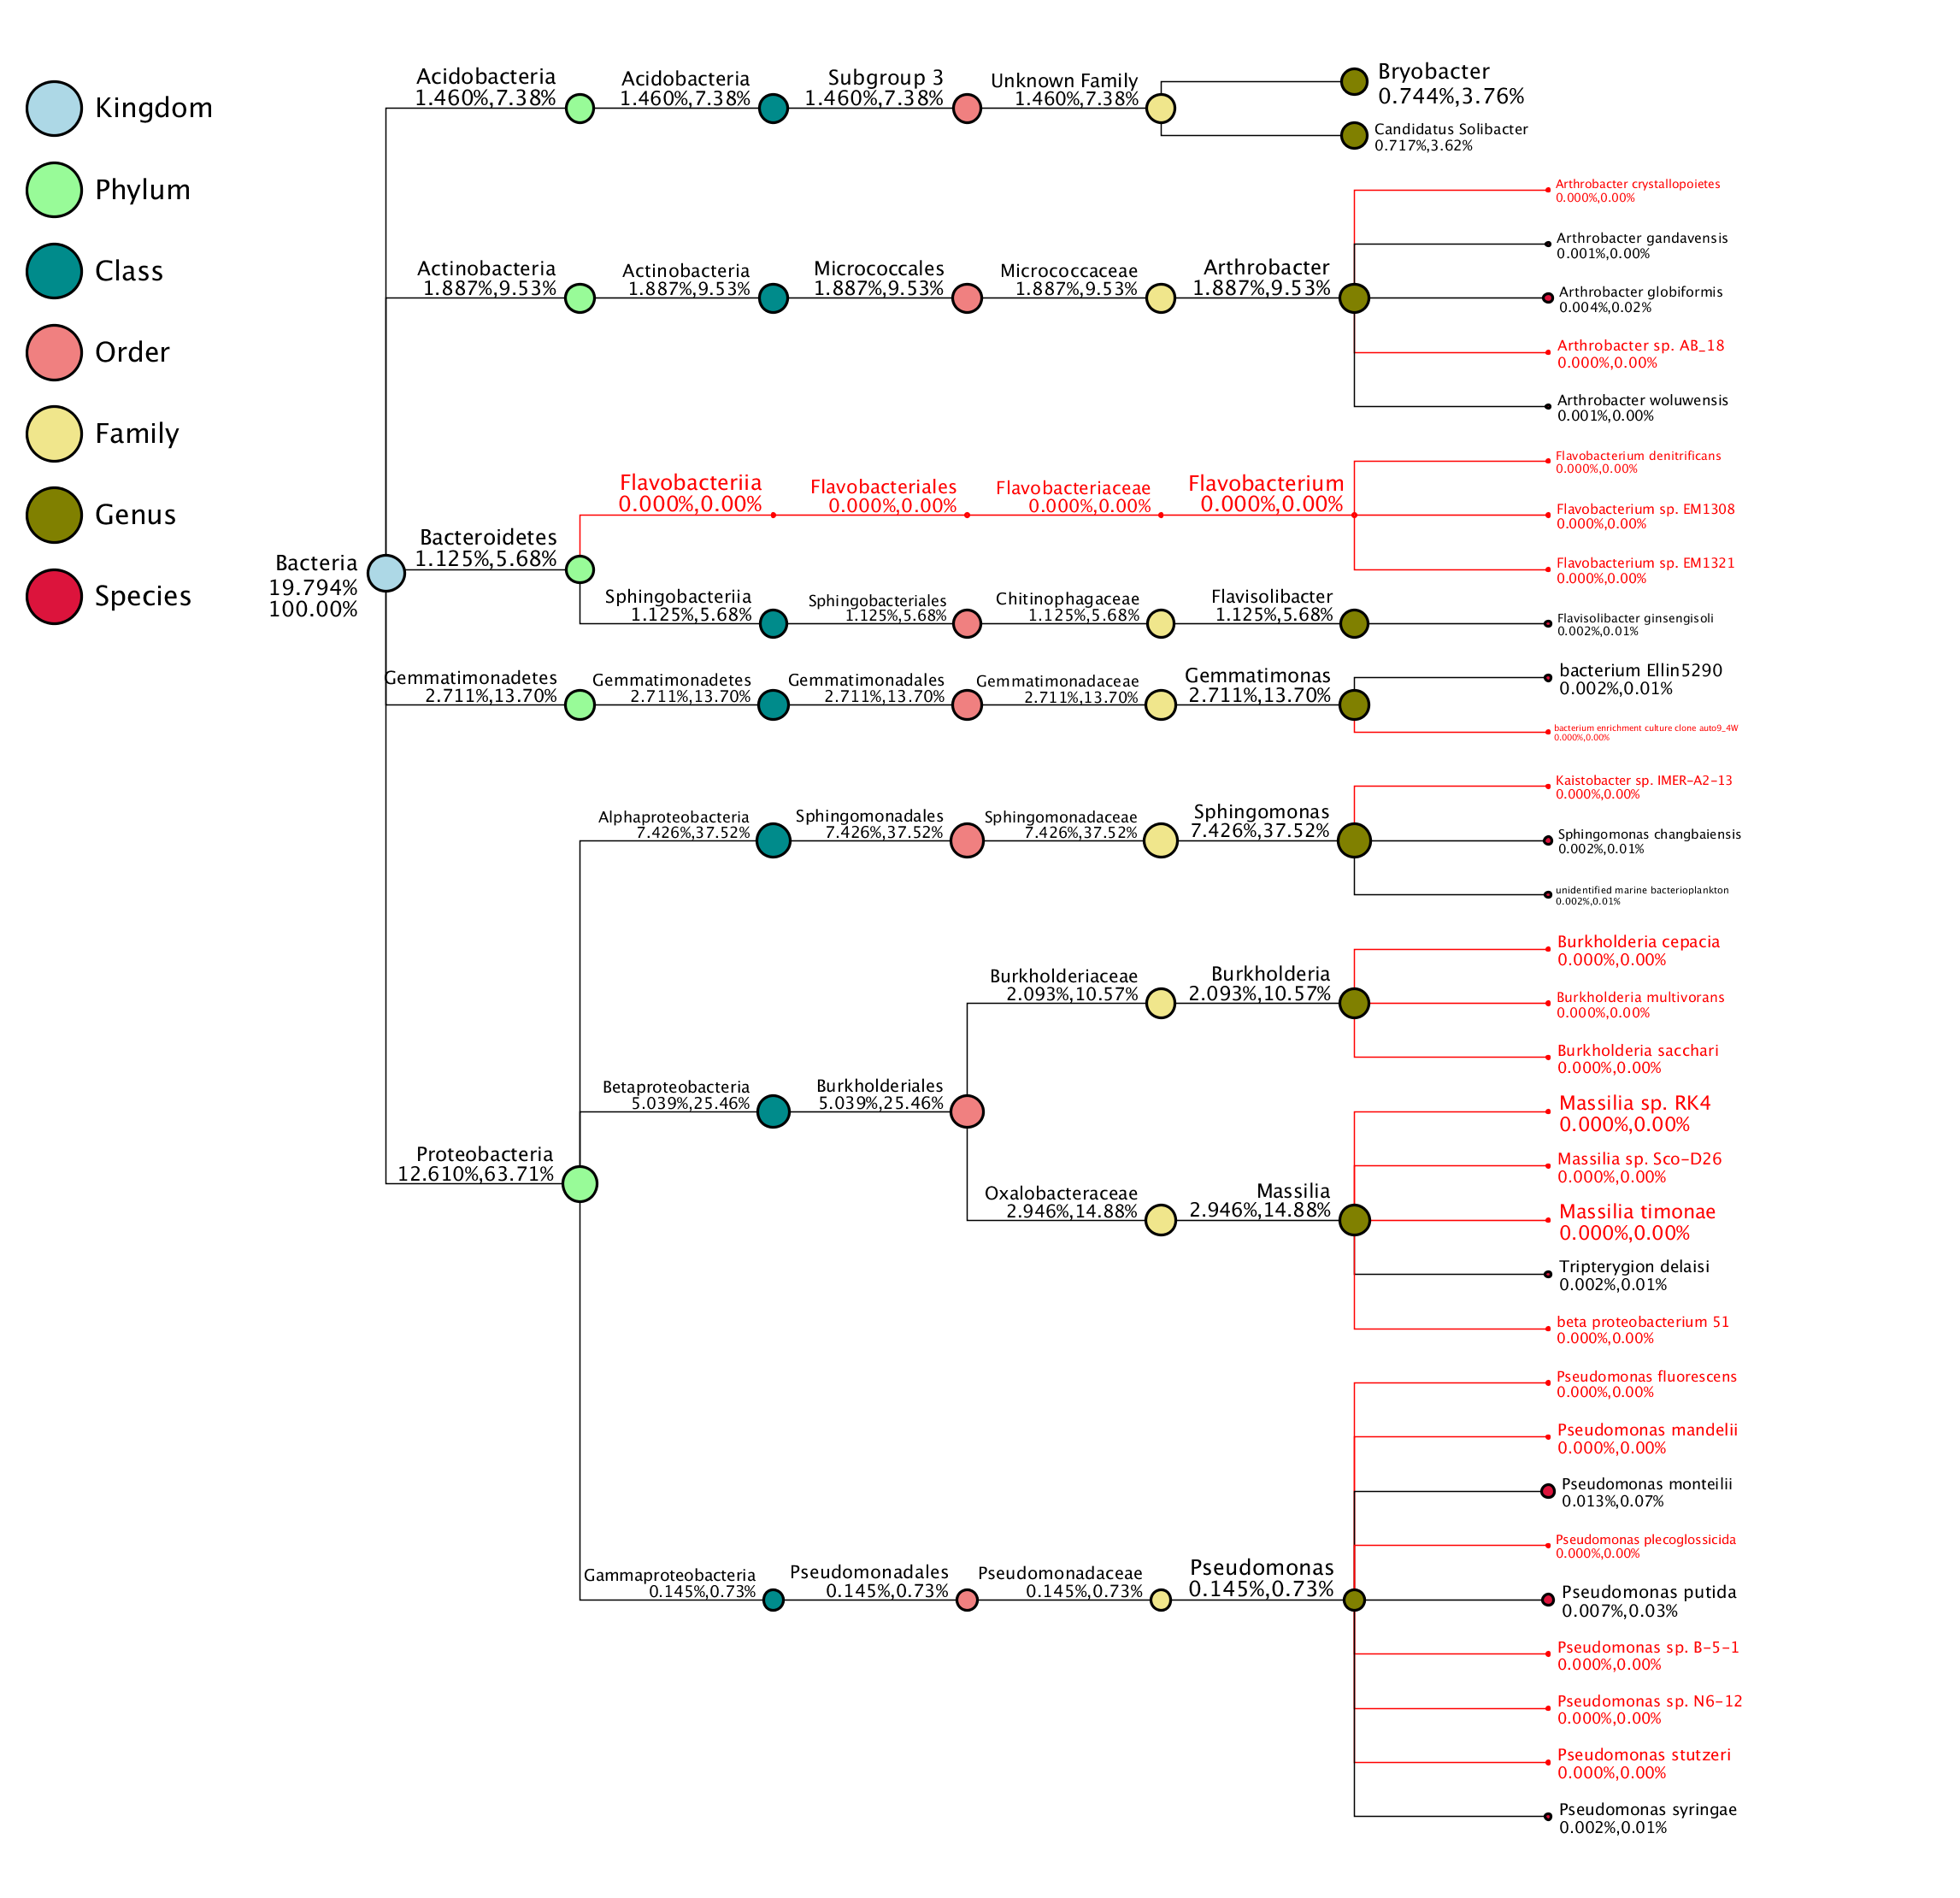 Kingdom
Phylum
Class
Order
Family
Genus
Species
Bacteria
19.794%
100.00%
Acidobacteria
1.460%,7.38%
Acidobacteria
1.460%,7.38%
Subgroup 3
1.460%,7.38%
Unknown Family
1.460%,7.38%
Bryobacter
0.744%,3.76%
Candidatus Solibacter
0.717%,3.62%
Actinobacteria
1.887%,9.53%
Actinobacteria
1.887%,9.53%
Micrococcales
1.887%,9.53%
Micrococcaceae
1.887%,9.53%
Arthrobacter
1.887%,9.53%
Arthrobacter crystallopoietes
0.000%,0.00%
Arthrobacter gandavensis
0.001%,0.00%
Arthrobacter globiformis
0.004%,0.02%
Arthrobacter sp. AB_18
0.000%,0.00%
Arthrobacter woluwensis
0.001%,0.00%
Bacteroidetes
1.125%,5.68%
Flavobacteriia
0.000%,0.00%
Flavobacteriales
0.000%,0.00%
Flavobacteriaceae
0.000%,0.00%
Flavobacterium
0.000%,0.00%
Flavobacterium denitrificans
0.000%,0.00%
Flavobacterium sp. EM1308
0.000%,0.00%
Flavobacterium sp. EM1321
0.000%,0.00%
Sphingobacteriia
1.125%,5.68%
Sphingobacteriales
1.125%,5.68%
Chitinophagaceae
1.125%,5.68%
Flavisolibacter
1.125%,5.68%
Flavisolibacter ginsengisoli
0.002%,0.01%
Gemmatimonadetes
2.711%,13.70%
Gemmatimonadetes
2.711%,13.70%
Gemmatimonadales
2.711%,13.70%
Gemmatimonadaceae
2.711%,13.70%
Gemmatimonas
2.711%,13.70%
bacterium Ellin5290
0.002%,0.01%
bacterium enrichment culture clone auto9_4W
0.000%,0.00%
Proteobacteria
12.610%,63.71%
Alphaproteobacteria
7.426%,37.52%
Sphingomonadales
7.426%,37.52%
Sphingomonadaceae
7.426%,37.52%
Sphingomonas
7.426%,37.52%
Kaistobacter sp. IMER-A2-13
0.000%,0.00%
Sphingomonas changbaiensis
0.002%,0.01%
unidentified marine bacterioplankton
0.002%,0.01%
Betaproteobacteria
5.039%,25.46%
Burkholderiales
5.039%,25.46%
Burkholderiaceae
2.093%,10.57%
Burkholderia
2.093%,10.57%
Burkholderia cepacia
0.000%,0.00%
Burkholderia multivorans
0.000%,0.00%
Burkholderia sacchari
0.000%,0.00%
Oxalobacteraceae
2.946%,14.88%
Massilia
2.946%,14.88%
Massilia sp. RK4
0.000%,0.00%
Massilia sp. Sco-D26
0.000%,0.00%
Massilia timonae
0.000%,0.00%
Tripterygion delaisi
0.002%,0.01%
beta proteobacterium 51
0.000%,0.00%
Gammaproteobacteria
0.145%,0.73%
Pseudomonadales
0.145%,0.73%
Pseudomonadaceae
0.145%,0.73%
Pseudomonas
0.145%,0.73%
Pseudomonas fluorescens
0.000%,0.00%
Pseudomonas mandelii
0.000%,0.00%
Pseudomonas monteilii
0.013%,0.07%
Pseudomonas plecoglossicida
0.000%,0.00%
Pseudomonas putida
0.007%,0.03%
Pseudomonas sp. B-5-1
0.000%,0.00%
Pseudomonas sp. N6-12
0.000%,0.00%
Pseudomonas stutzeri
0.000%,0.00%
Pseudomonas syringae
0.002%,0.01%